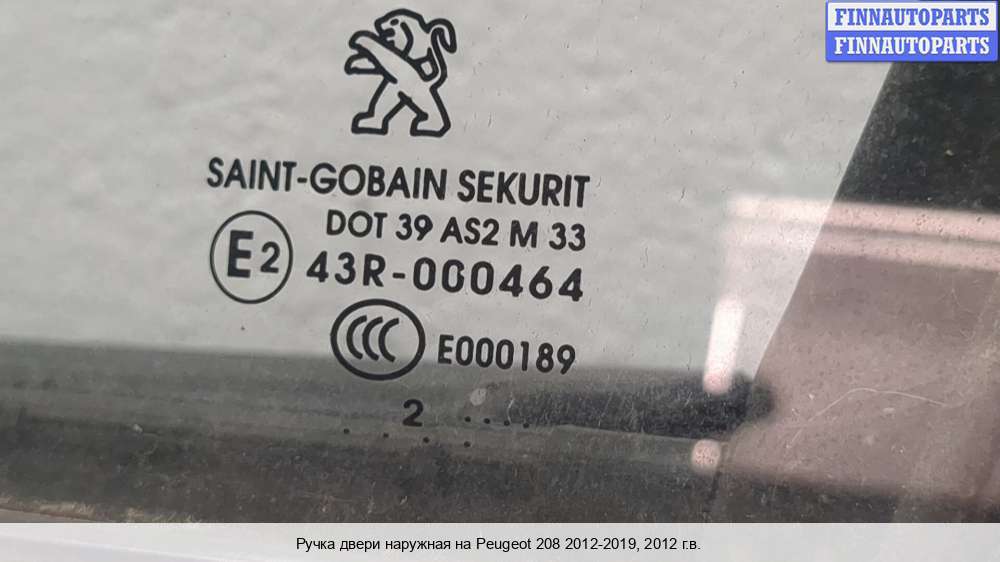 FINNAUTOPARTS
FINNAUTOPARTS
SAINT-GOBAIN SEKURIT
DOT 39 AS2 M 33
E2 43R-000464
CCC E000189
2 ....
. . . . .
Ручка двери наружная на Peugeot 208 2012-2019, 2012 г.в.